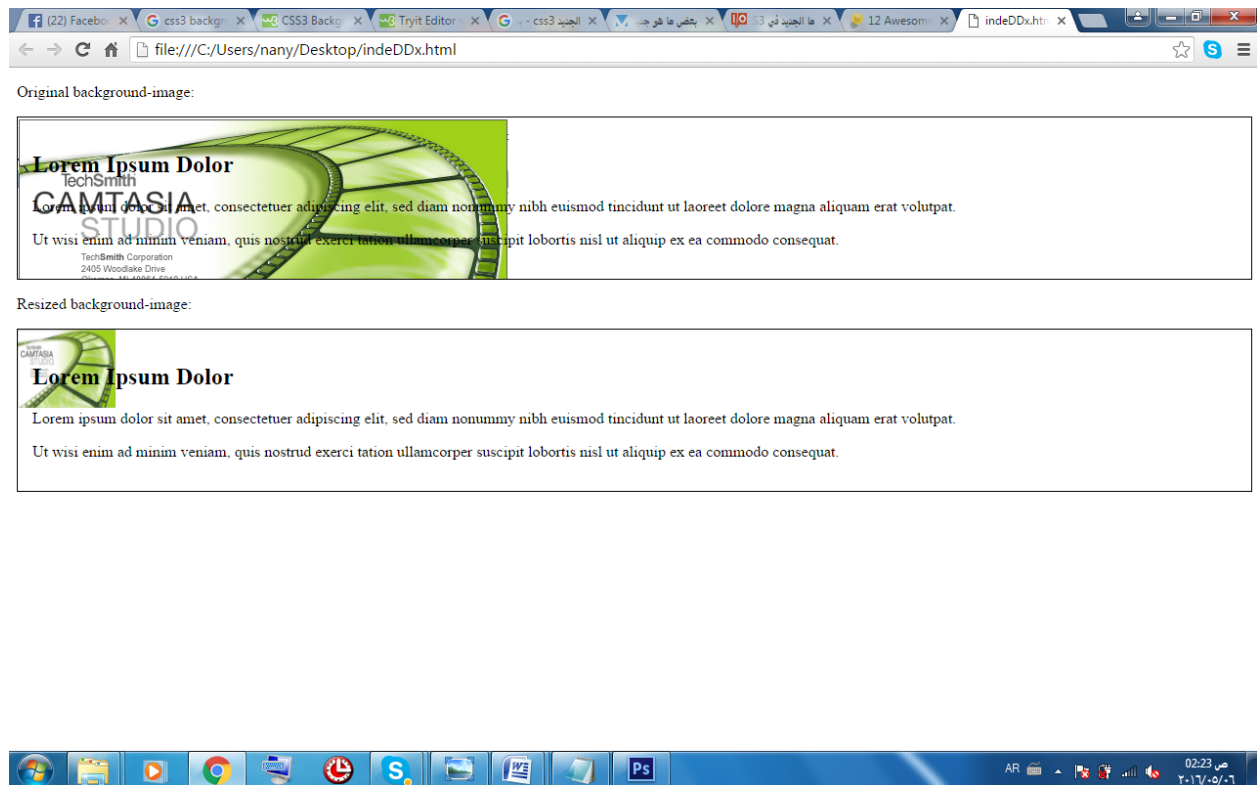 (22) Facebo
css3 backgr
CSS3 Backg
Tryit Editor
الجديد css3 -
بعض ما هو جد
ما الجديد في
12 Awesom
indeDDx.htm
file:///C:/Users/nany/Desktop/indeDDx.html
Original background-image:
Lorem Ipsum Dolor
TechSmith
CAMTASIA
Lorem ipsum dolor sit amet, consectetuer adipiscing elit, sed diam nonummy nibh euismod tincidunt ut laoreet dolore magna aliquam erat volutpat.
STUDIO
Ut wisi enim ad minim veniam, quis nostrud exerci tation ullamcorper suscipit lobortis nisl ut aliquip ex ea commodo consequat.
TechSmith Corporation
2405 Woodlake Drive
Resized background-image:
CAMTASIA
STUDIO
Lorem Ipsum Dolor
Lorem ipsum dolor sit amet, consectetuer adipiscing elit, sed diam nonummy nibh euismod tincidunt ut laoreet dolore magna aliquam erat volutpat.
Ut wisi enim ad minim veniam, quis nostrud exerci tation ullamcorper suscipit lobortis nisl ut aliquip ex ea commodo consequat.
Ps
AR
02:23 ص
٢٠١٦/٠٥/٠٦